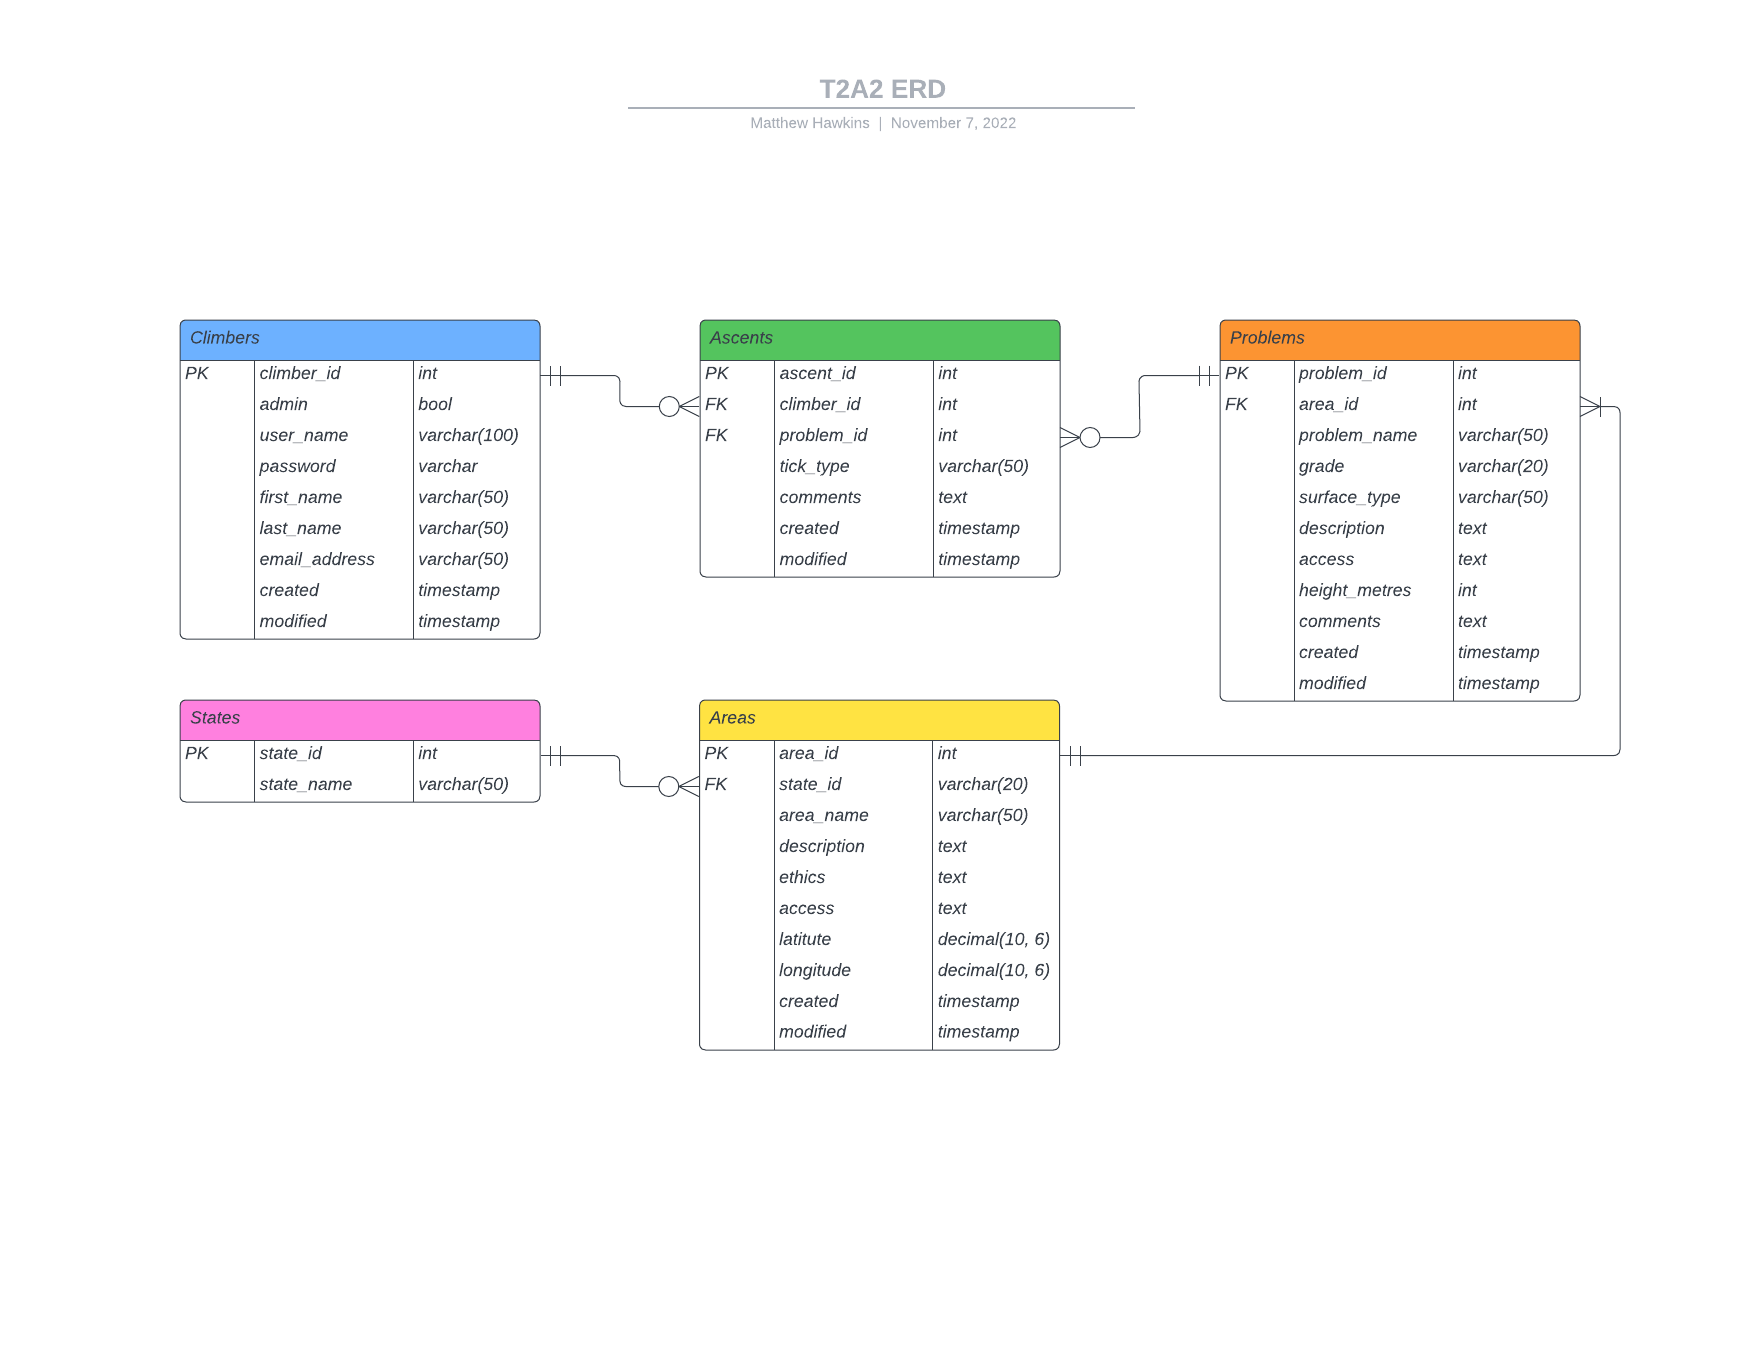 T2A2 ERD
Matthew Hawkins | November 7, 2022
Climbers
PK climber_id int
admin bool
user_name varchar(100)
password varchar
first_name varchar(50)
last_name varchar(50)
email_address varchar(50)
created timestamp
modified timestamp
Ascents
PK ascent_id int
FK climber_id int
FK problem_id int
tick_type varchar(50)
comments text
created timestamp
modified timestamp
Problems
PK problem_id int
FK area_id int
problem_name varchar(50)
grade varchar(20)
surface_type varchar(50)
description text
access text
height_metres int
comments text
created timestamp
modified timestamp
States
PK state_id int
state_name varchar(50)
Areas
PK area_id int
FK state_id varchar(20)
area_name varchar(50)
description text
ethics text
access text
latitute decimal(10, 6)
longitude decimal(10, 6)
created timestamp
modified timestamp